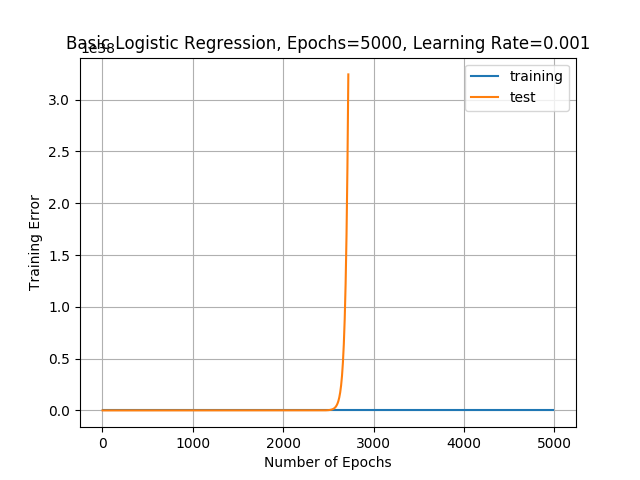 Basic Logistic Regression, Epochs=5000, Learning Rate=0.001
1e38
training
test
3.0
2.5
2.0
1.5
1.0
0.5
0.0
Training Error
0 1000 2000 3000 4000 5000
Number of Epochs